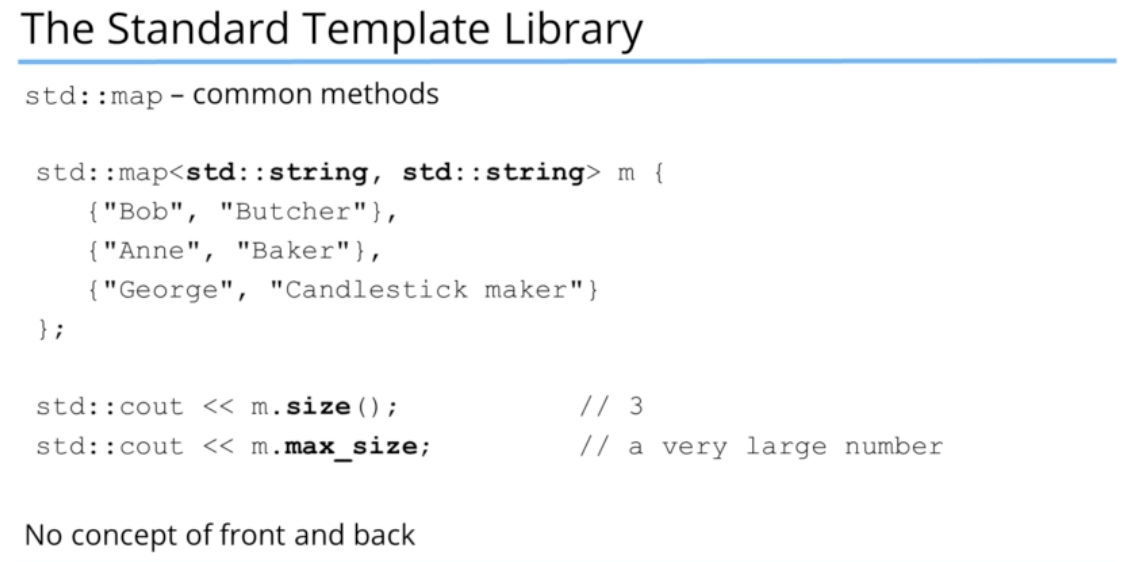 The Standard Template Library
std::map – common methods
std::map<std::string, std::string> m {
{"Bob", "Butcher"},
{"Anne", "Baker"},
{"George", "Candlestick maker"}
};
std::cout << m.size(); // 3
std::cout << m.max_size; // a very large number
No concept of front and back